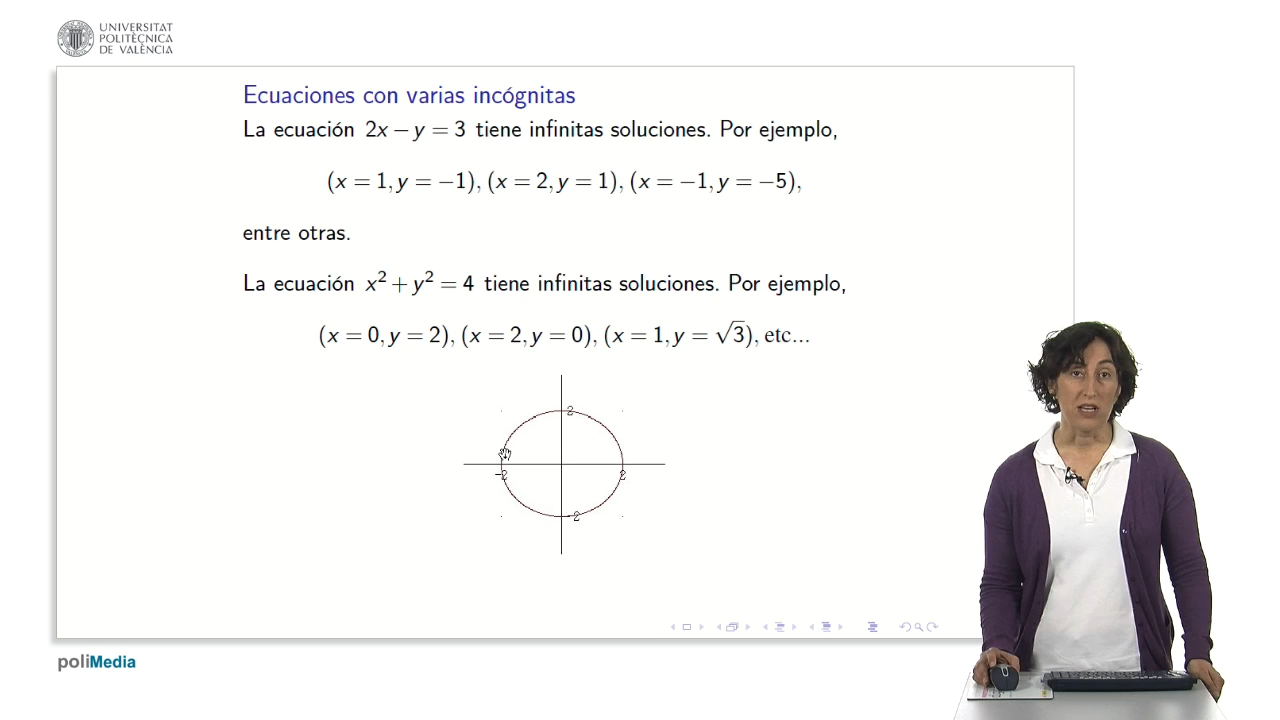 UNIVERSITAT
POLITÈCNICA
DE VALÈNCIA
Ecuaciones con varias incógnitas
La ecuación 2x − y = 3 tiene infinitas soluciones. Por ejemplo,
(x = 1, y = −1), (x = 2, y = 1), (x = −1, y = −5),
entre otras.
La ecuación x² + y² = 4 tiene infinitas soluciones. Por ejemplo,
(x = 0, y = 2), (x = 2, y = 0), (x = 1, y = √3), etc...
2
−2 2
2
poliMedia